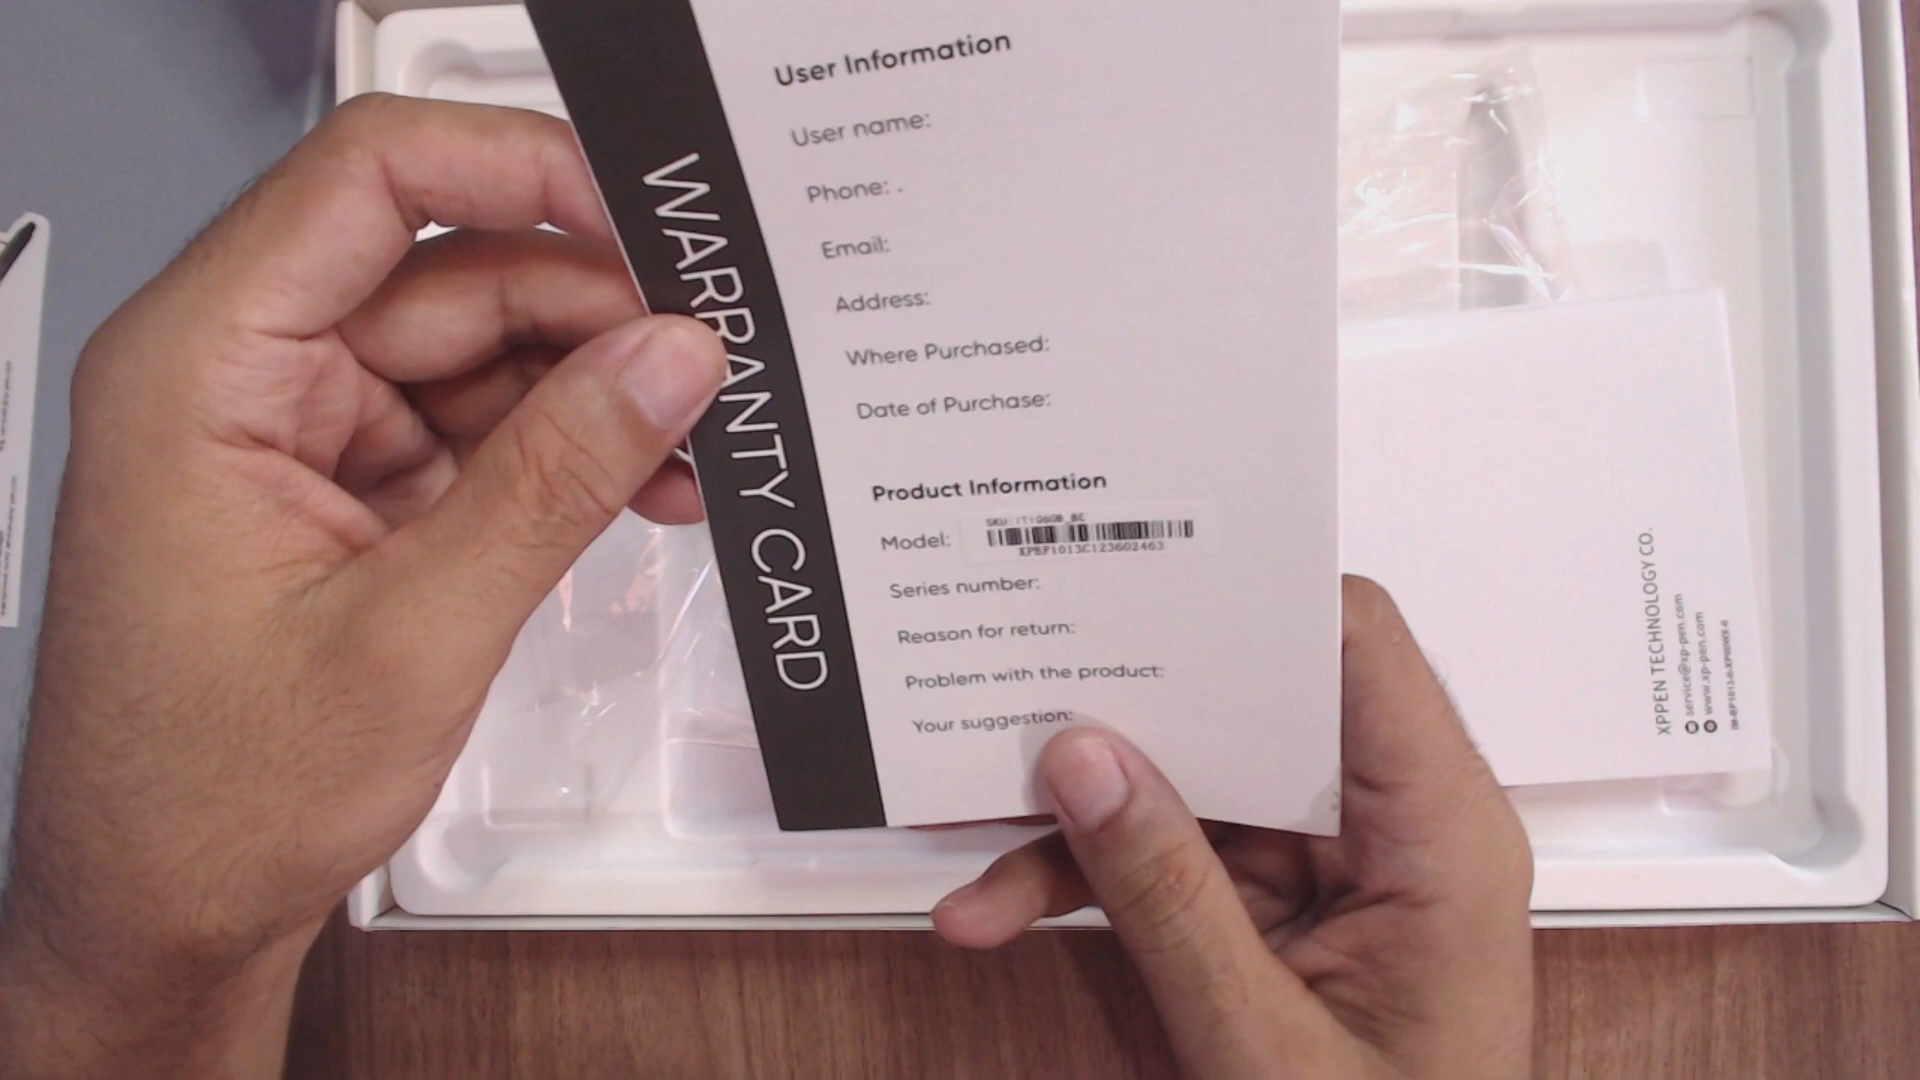 WARRANTY CARD
User Information
User name:
Phone: .
Email:
Address:
Where Purchased:
Date of Purchase:
Product Information
Model:
SKU: IT1060B_BE
XPBP1013C123602463
Series number:
Reason for return:
Problem with the product:
Your suggestion:
XPPEN TECHNOLOGY CO.
service@xp-pen.com
www.xp-pen.com